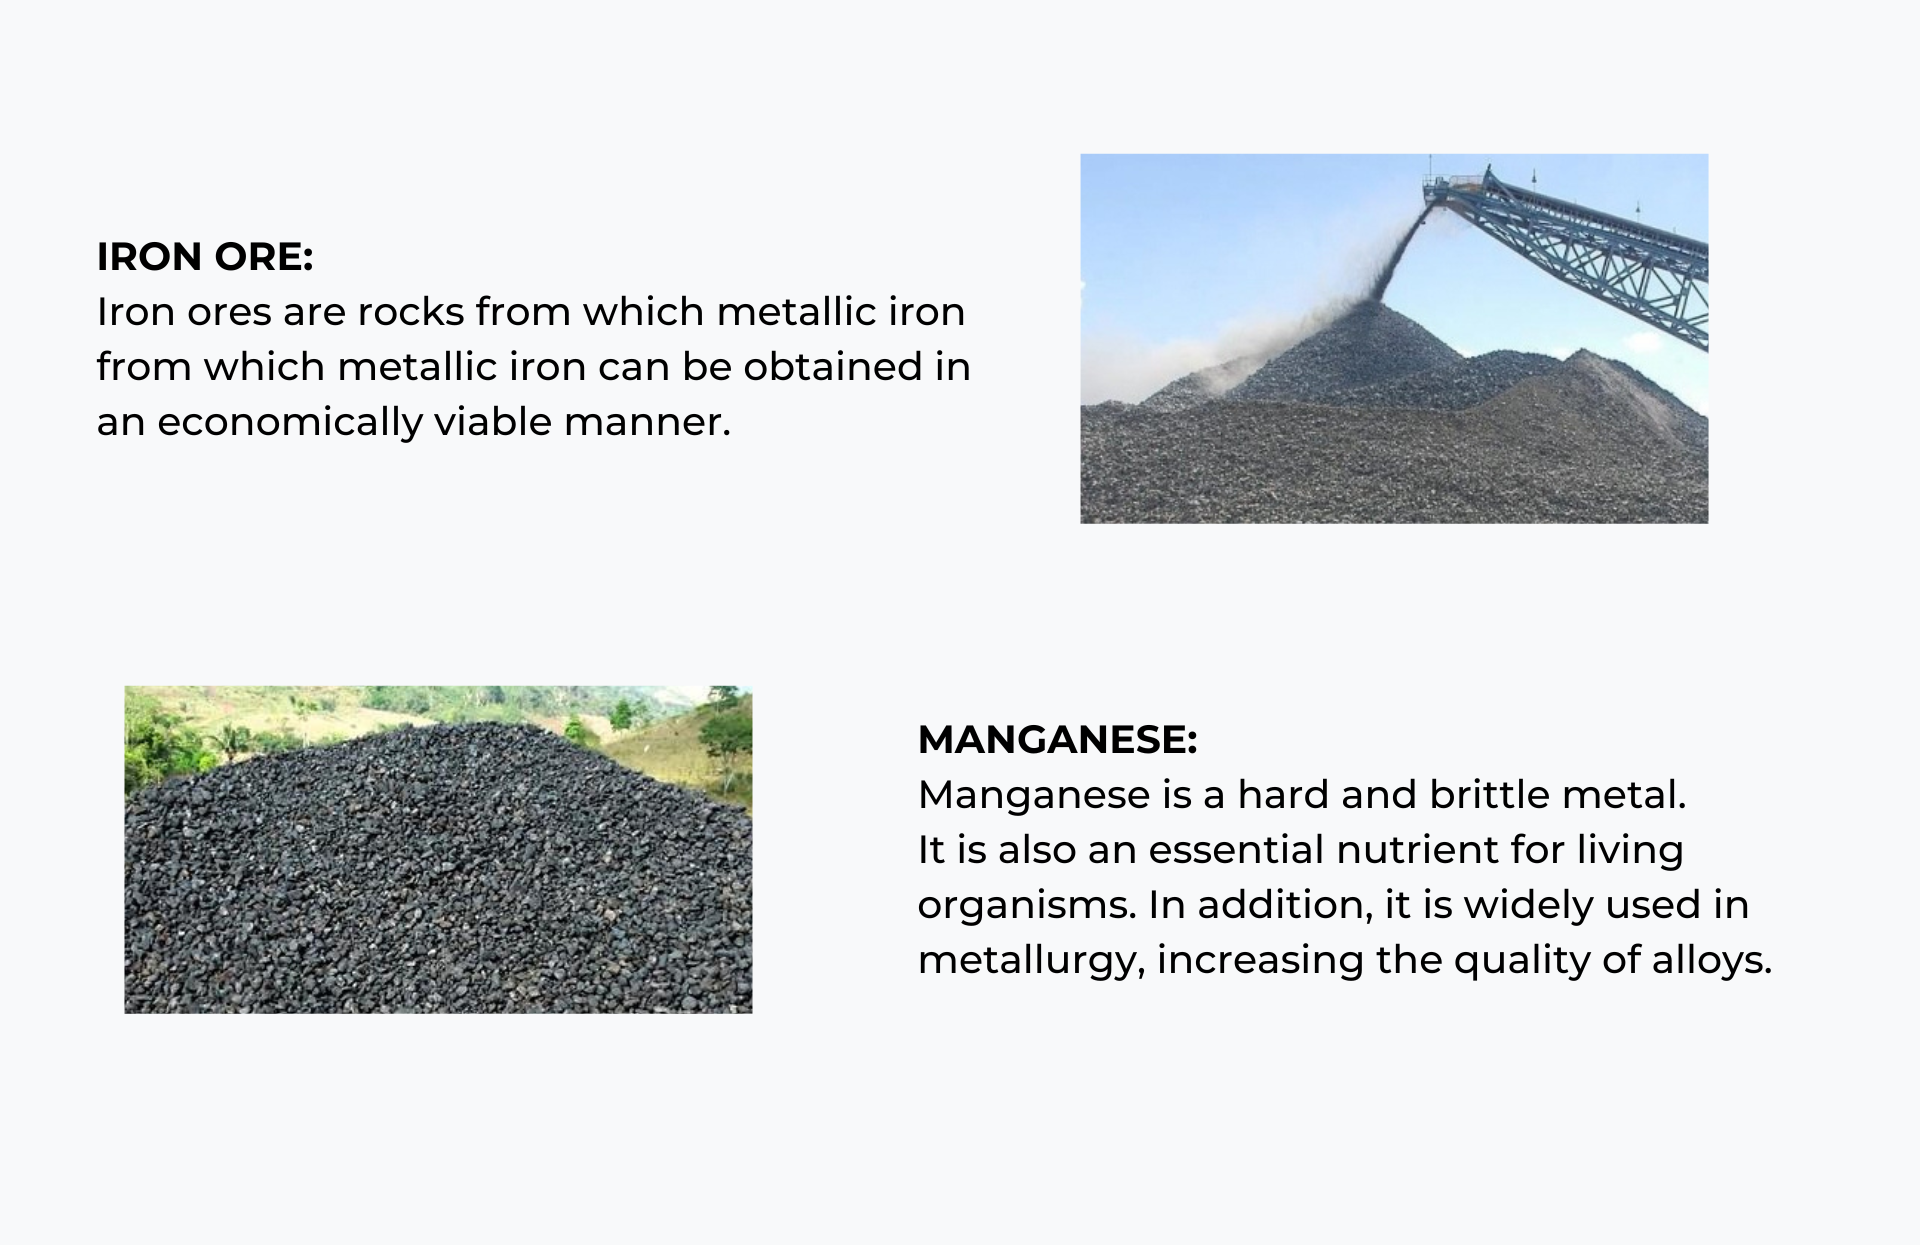 IRON ORE:
Iron ores are rocks from which metallic iron
from which metallic iron can be obtained in
an economically viable manner.
MANGANESE:
Manganese is a hard and brittle metal.
It is also an essential nutrient for living
organisms. In addition, it is widely used in
metallurgy, increasing the quality of alloys.